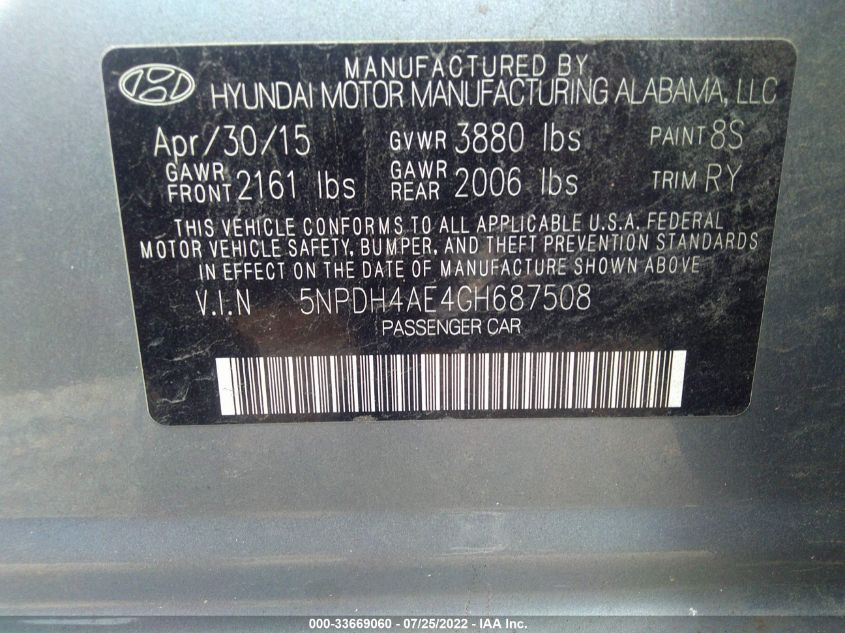 MANUFACTURED BY
HYUNDAI MOTOR MANUFACTURING ALABAMA, LLC
Apr/30/15 GVWR 3880 lbs PAINT 8S
GAWR FRONT 2161 lbs GAWR REAR 2006 lbs TRIM RY
THIS VEHICLE CONFORMS TO ALL APPLICABLE U.S.A. FEDERAL
MOTOR VEHICLE SAFETY, BUMPER, AND THEFT PREVENTION STANDARDS
IN EFFECT ON THE DATE OF MANUFACTURE SHOWN ABOVE
V.I.N 5NPDH4AE4GH687508
PASSENGER CAR
000-33669060 - 07/25/2022 - IAA Inc.